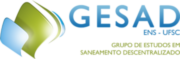 GESAD
ENS - UFSC
GRUPO DE ESTUDOS EM
SANEAMENTO DESCENTRALIZADO